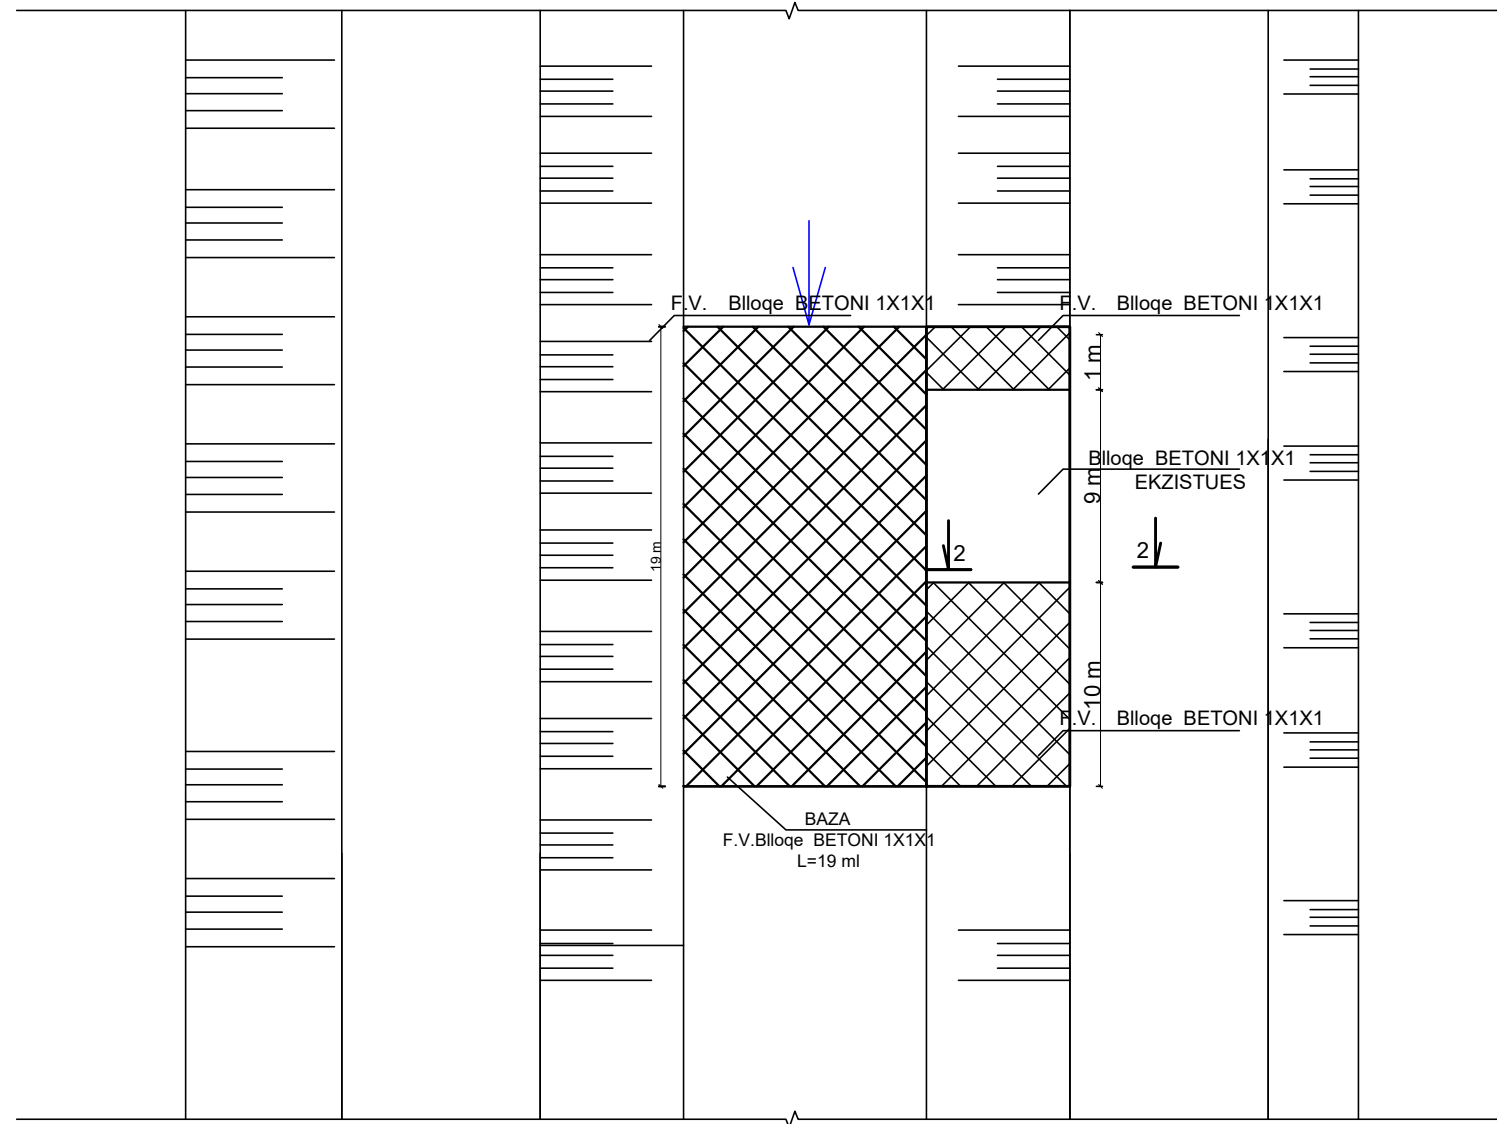 F.V. Blloqe BETONI 1X1X1
F.V. Blloqe BETONI 1X1X1
1 m
Blloqe BETONI 1X1X1
EKZISTUES
9 m
19 m
2
2
10 m
F.V. Blloqe BETONI 1X1X1
BAZA
F.V.Blloqe BETONI 1X1X1
L=19 ml